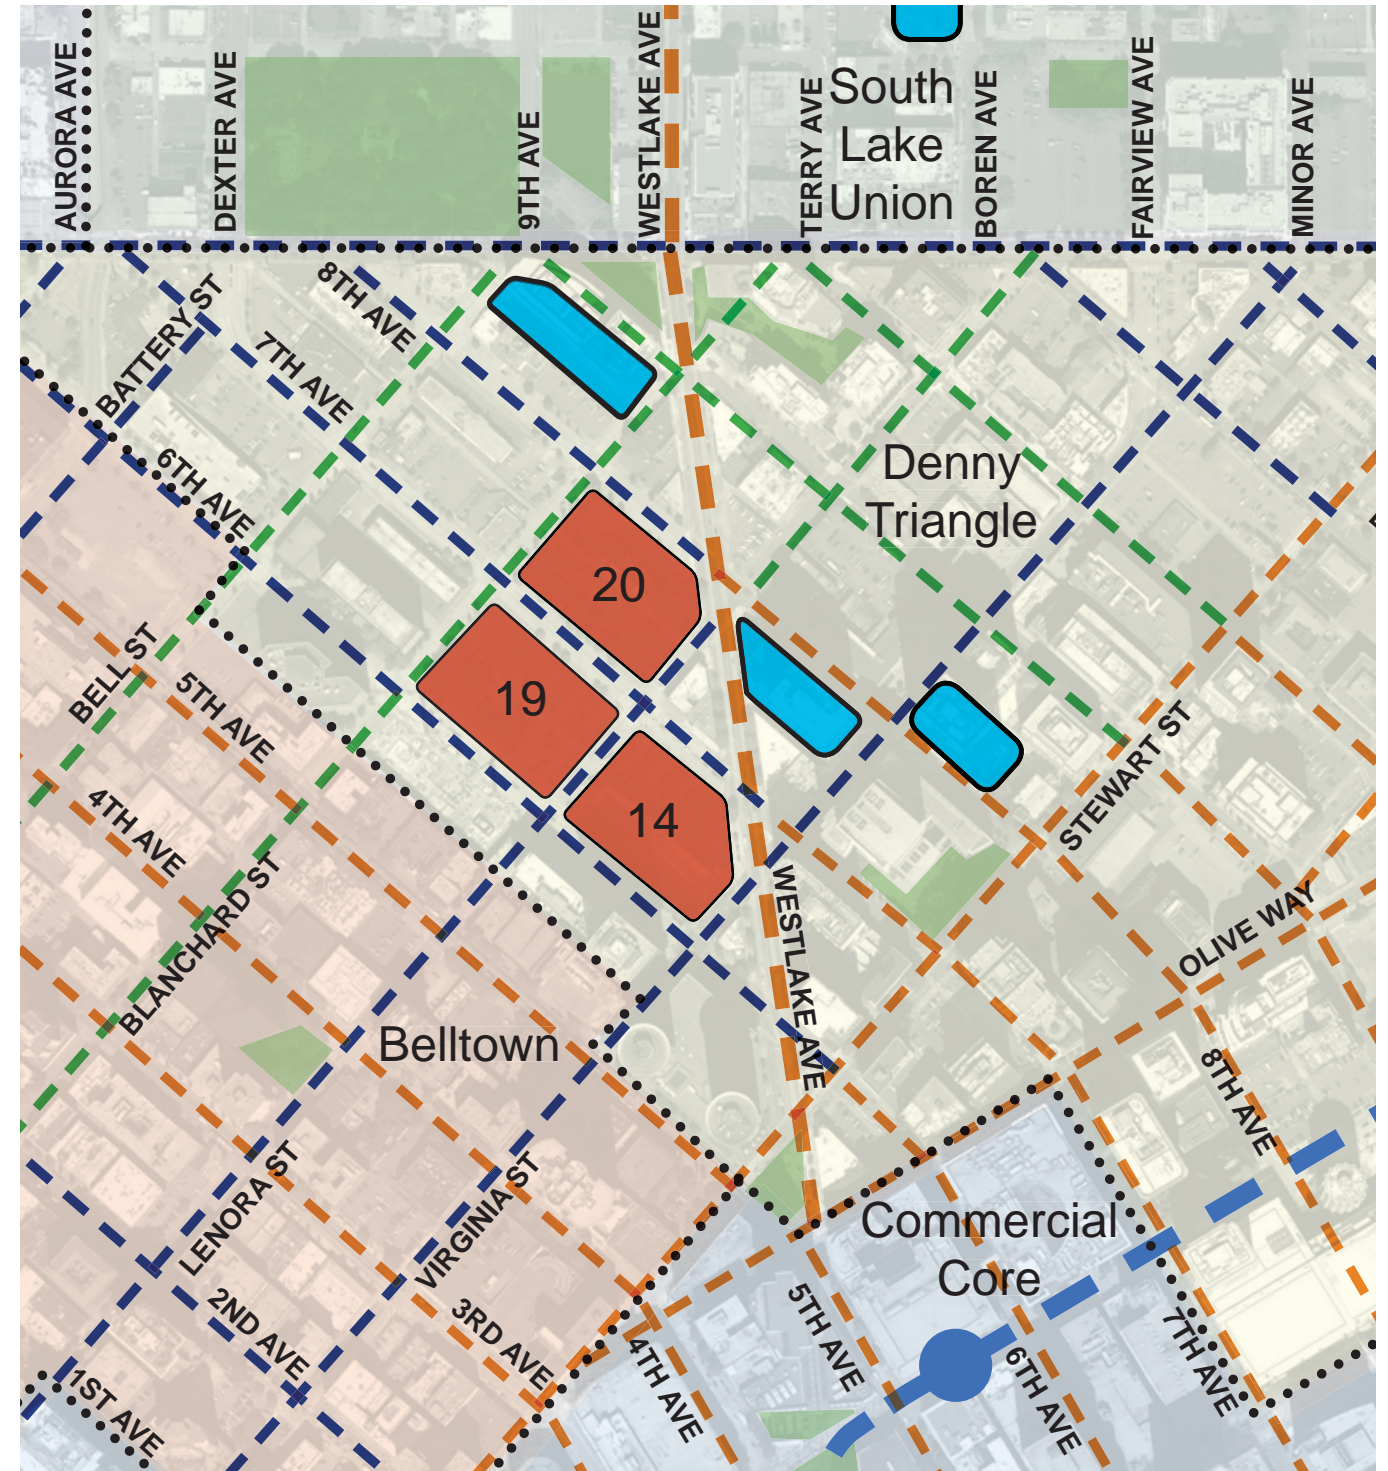 AURORA AVE
DEXTER AVE
9TH AVE
WESTLAKE AVE
TERRY AVE
South
Lake
Union
BOREN AVE
FAIRVIEW AVE
MINOR AVE
BATTERY ST
8TH AVE
7TH AVE
6TH AVE
Denny
Triangle
20
19
14
BELL ST
5TH AVE
4TH AVE
BLANCHARD ST
STEWART ST
OLIVE WAY
WESTLAKE AVE
Belltown
8TH AVE
LENORA ST
VIRGINIA ST
Commercial
Core
2ND AVE
3RD AVE
1ST AVE
4TH AVE
5TH AVE
6TH AVE
7TH AVE